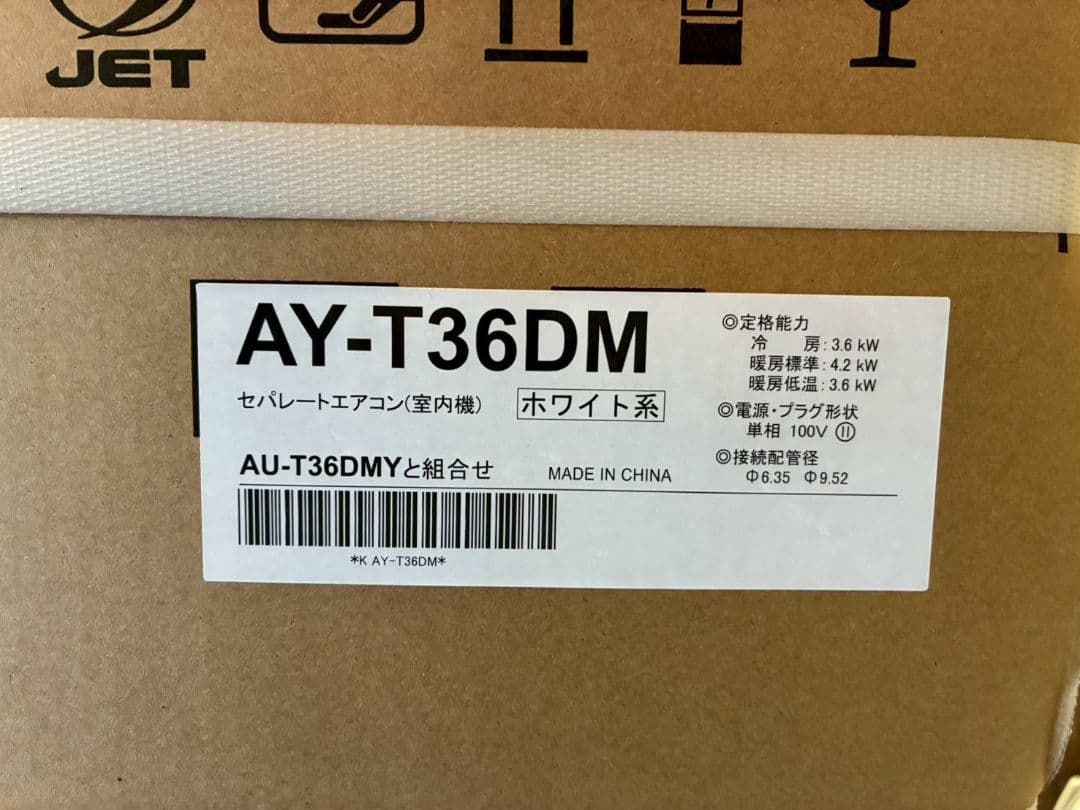 JET
AY-T36DM
セパレートエアコン(室内機)
ホワイト系
AU-T36DMYと組合せ
MADE IN CHINA
*K AY-T36DM*
◎定格能力
冷　房:3.6 kW
暖房標準:4.2 kW
暖房低温:3.6 kW
◎電源・プラグ形状
単相 100V
◎接続配管径
Φ6.35 Φ9.52